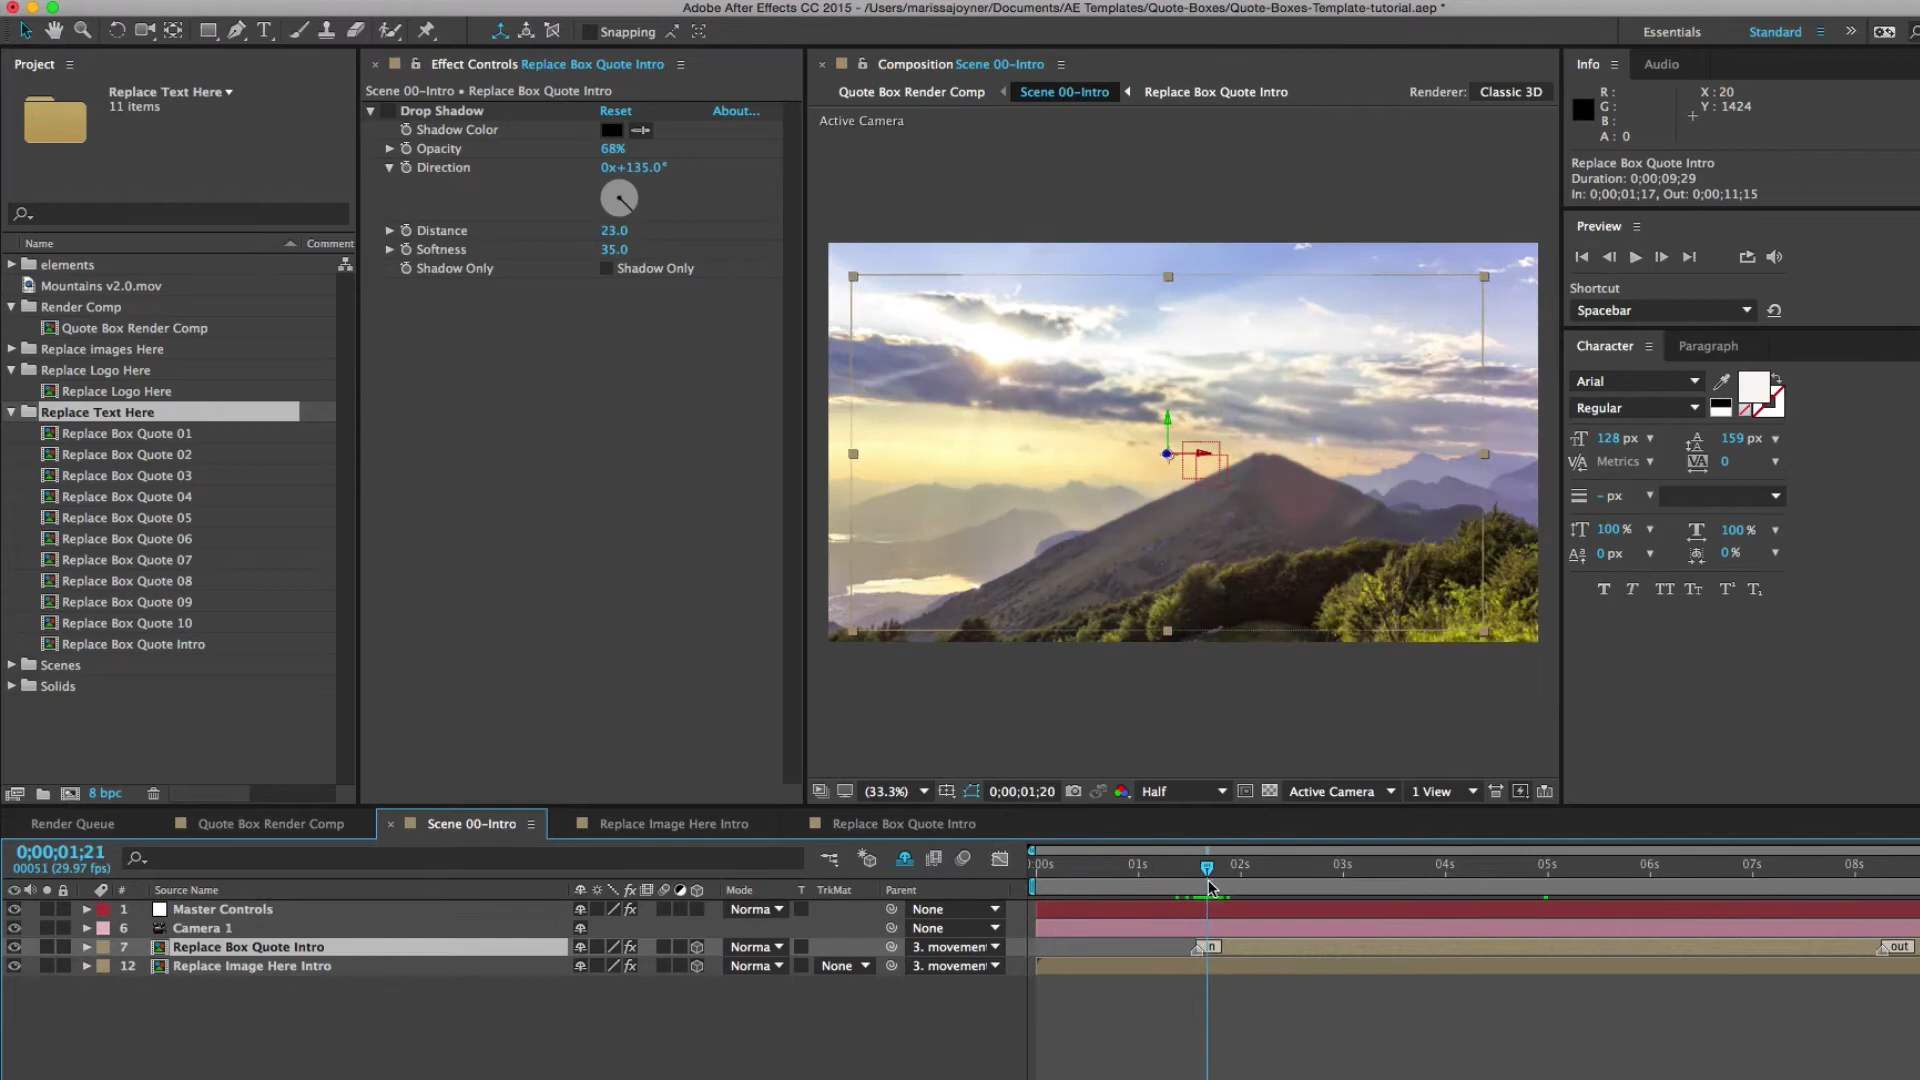 Adobe After Effects CC 2015 - /Users/marissajoyner/Documents/AE Templates/Quote-Boxes/Quote-Boxes-Template-tutorial.aep *
Snapping
Essentials
Standard
Project
Replace Text Here
11 items
Name
Comment
elements
Mountains v2.0.mov
Render Comp
Quote Box Render Comp
Replace images Here
Replace Logo Here
Replace Logo Here
Replace Text Here
Replace Box Quote 01
Replace Box Quote 02
Replace Box Quote 03
Replace Box Quote 04
Replace Box Quote 05
Replace Box Quote 06
Replace Box Quote 07
Replace Box Quote 08
Replace Box Quote 09
Replace Box Quote 10
Replace Box Quote Intro
Scenes
Solids
8 bpc
Effect Controls Replace Box Quote Intro
Scene 00-Intro • Replace Box Quote Intro
Drop Shadow Reset About...
Shadow Color
Opacity 68%
Direction 0x+135.0°
Distance 23.0
Softness 35.0
Shadow Only Shadow Only
Composition Scene 00-Intro
Quote Box Render Comp Scene 00-Intro Replace Box Quote Intro Renderer: Classic 3D
Active Camera
(33.3%) 0;00;01;20 Half Active Camera 1 View
Info Audio
R: X: 20
G: Y: 1424
B:
A: 0
Replace Box Quote Intro
Duration: 0;00;09;29
In: 0;00;01;17, Out: 0;00;11;15
Preview
Shortcut
Spacebar
Character Paragraph
Arial
Regular
128 px 159 px
Metrics 0
- px
100 % 100 %
0 px 0 %
Render Queue Quote Box Render Comp Scene 00-Intro Replace Image Here Intro Replace Box Quote Intro
0;00;01;21
00051 (29.97 fps)
:00s 01s 02s 03s 04s 05s 06s 07s 08s
# Source Name fx Mode T TrkMat Parent
1 Master Controls fx Norma None
6 Camera 1 None
7 Replace Box Quote Intro fx Norma 3. movemen in out
12 Replace Image Here Intro fx Norma None 3. movemen